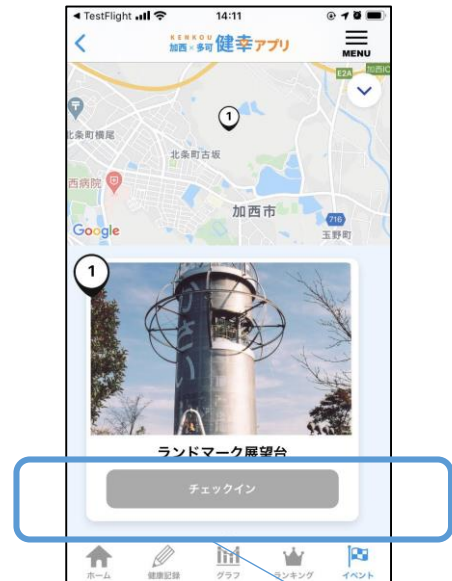 ◀ TestFlight 14:11
KENKOU
加西×多可 健幸アプリ
MENU
E2A 加西IC
北条町横尾
1
北条町古坂
西病院
加西市
716
玉野町
Google
1
かさい
ランドマーク展望台
チェックイン
ホーム 健康記録 グラフ ランキング イベント